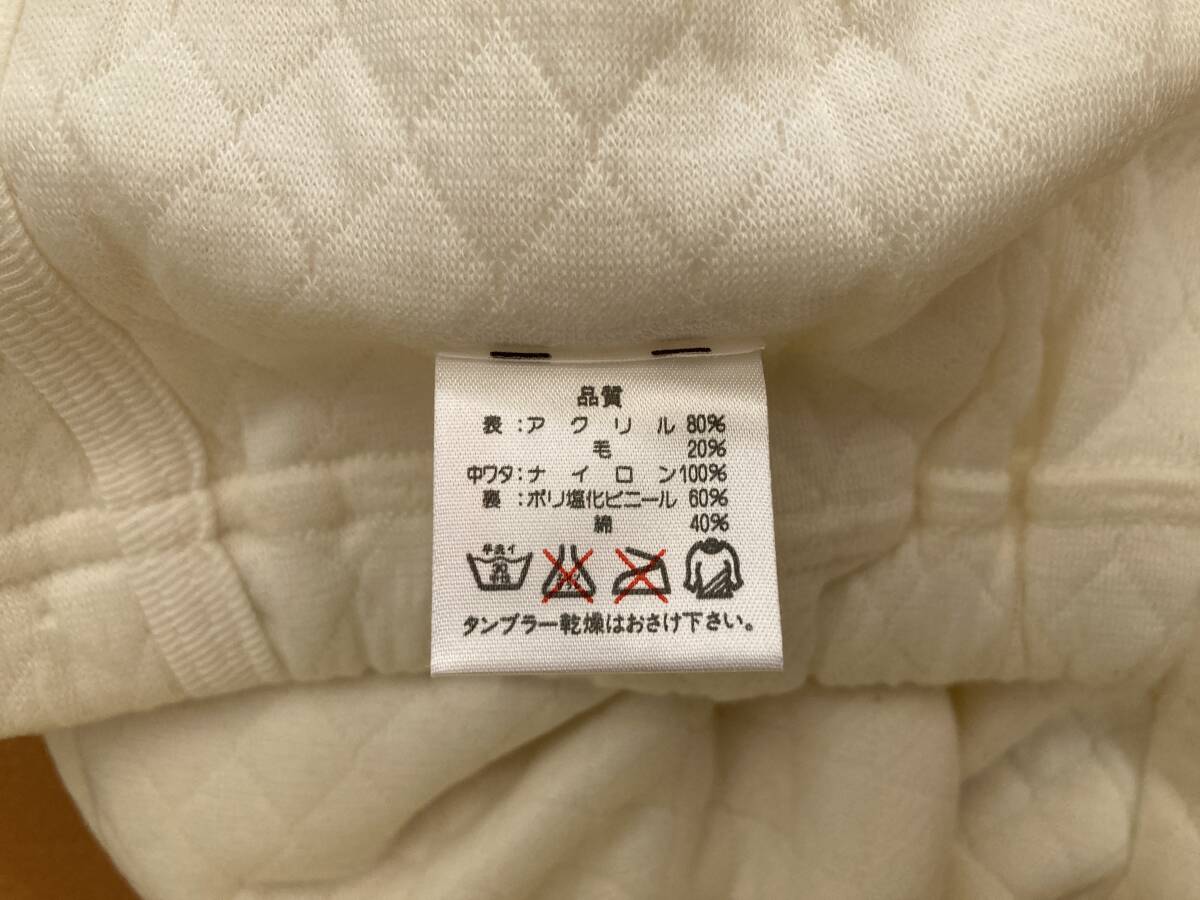 品質
表:アクリル 80%
毛 20%
中ワタ:ナイロン100%
裏:ポリ塩化ビニール 60%
綿 40%
手洗イ
30
タンブラー乾燥はおさけ下さい。